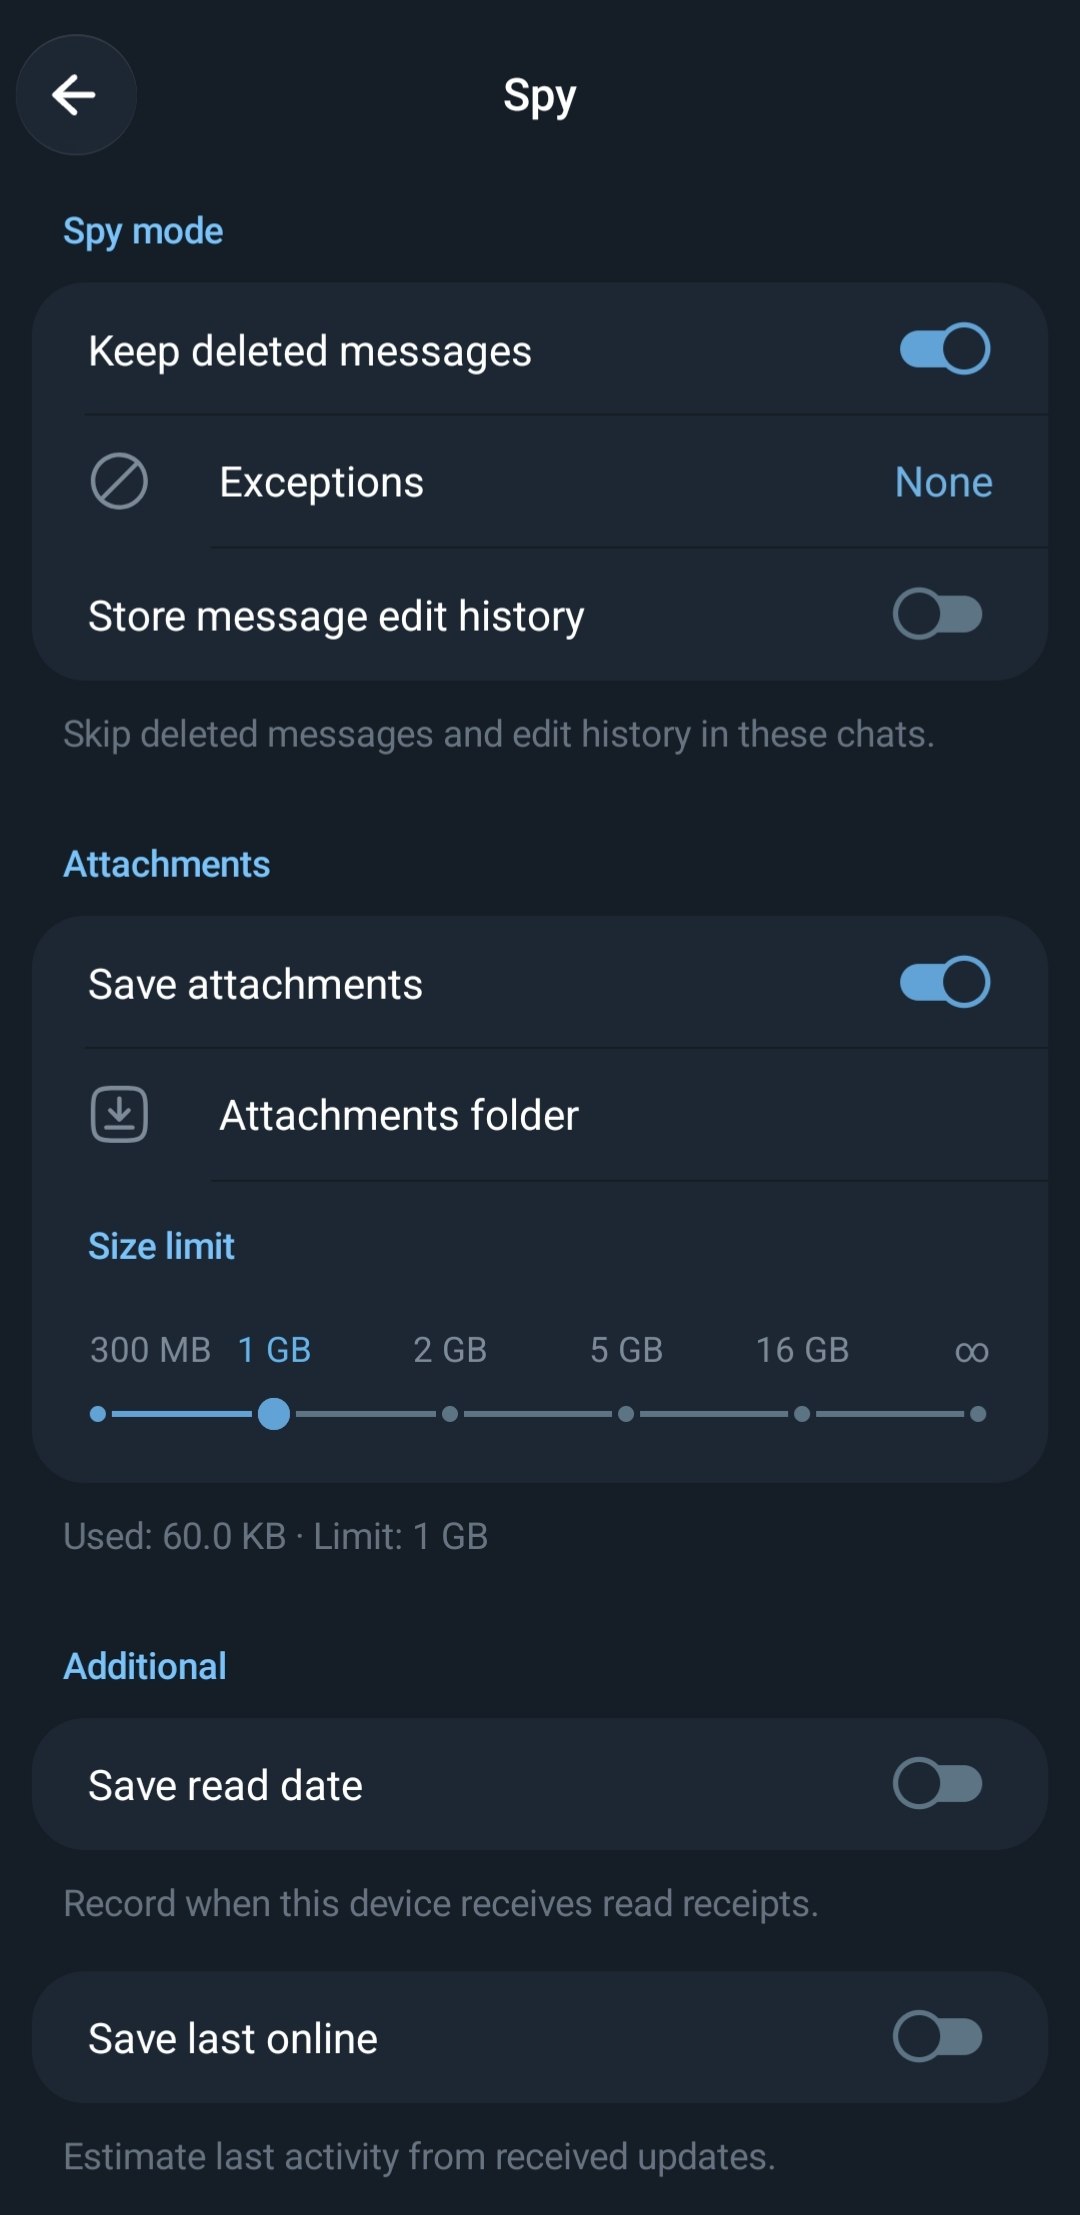 Spy
Spy mode
Keep deleted messages
Exceptions None
Store message edit history
Skip deleted messages and edit history in these chats.
Attachments
Save attachments
Attachments folder
Size limit
300 MB 1 GB 2 GB 5 GB 16 GB ∞
Used: 60.0 KB · Limit: 1 GB
Additional
Save read date
Record when this device receives read receipts.
Save last online
Estimate last activity from received updates.